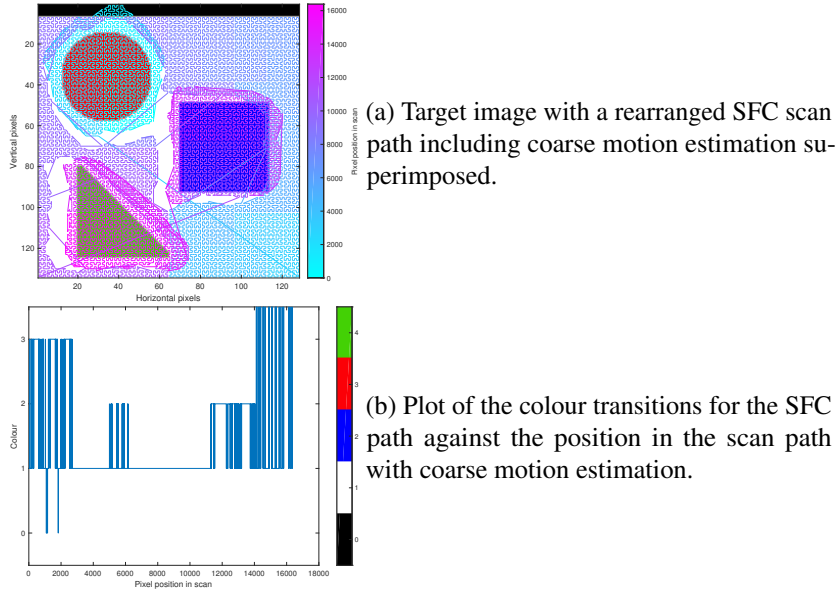 20
40
60
80
100
120
Vertical pixels
20 40 60 80 100 120
Horizontal pixels
16000
14000
12000
10000
8000
6000
4000
2000
0
Pixel position in scan
(a) Target image with a rearranged SFC scan
path including coarse motion estimation su-
perimposed.
3
2
1
0
Colour
0 2000 4000 6000 8000 10000 12000 14000 16000 18000
Pixel position in scan
4
3
2
1
0
(b) Plot of the colour transitions for the SFC
path against the position in the scan path
with coarse motion estimation.